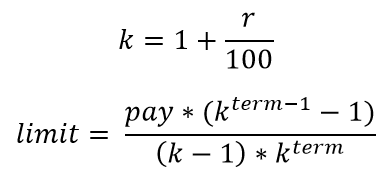 k = 1 + r/100
limit = pay * (k^{term-1} - 1) / (k - 1) * k^{term}